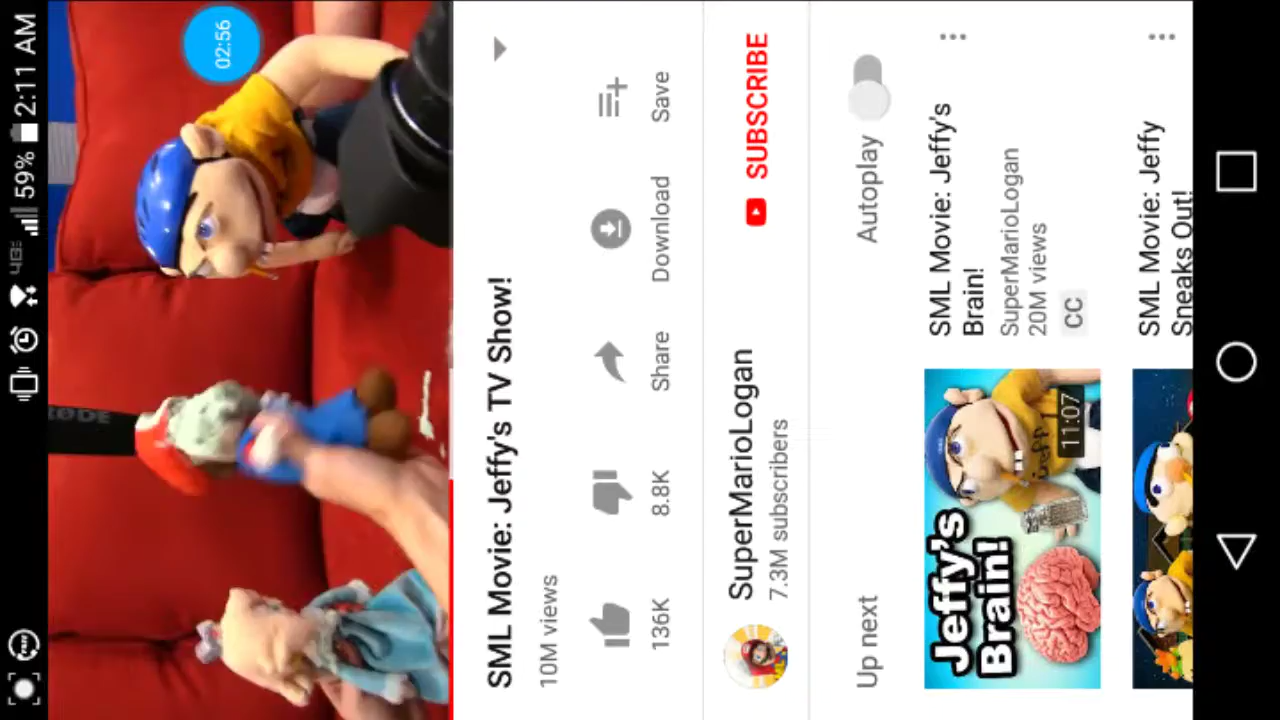 59% 2:11 AM
02:56
RØDE
SML Movie: Jeffy's TV Show!
10M views
136K
8.8K
Share
Download
Save
SuperMarioLogan
7.3M subscribers
SUBSCRIBE
Up next
Autoplay
Jeffy's
Brain!
11:07
SML Movie: Jeffy's
Brain!
SuperMarioLogan
20M views
CC
SML Movie: Jeffy
Sneaks Out!